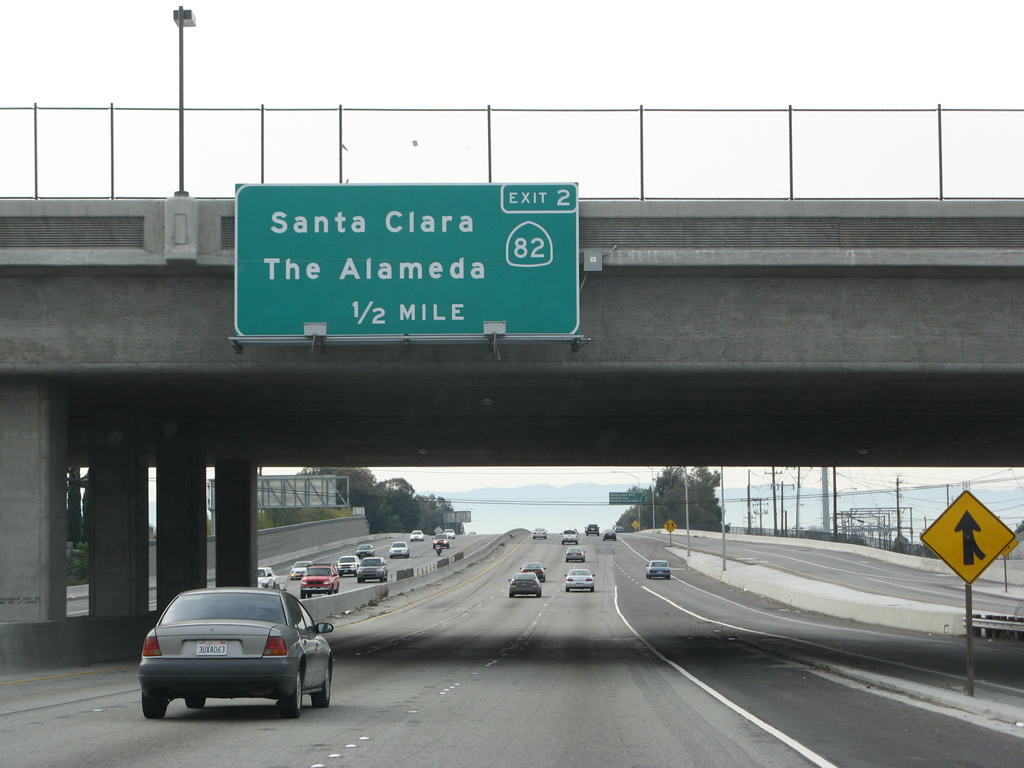 EXIT 2
Santa Clara
82
The Alameda
1/2 MILE
3UXA063